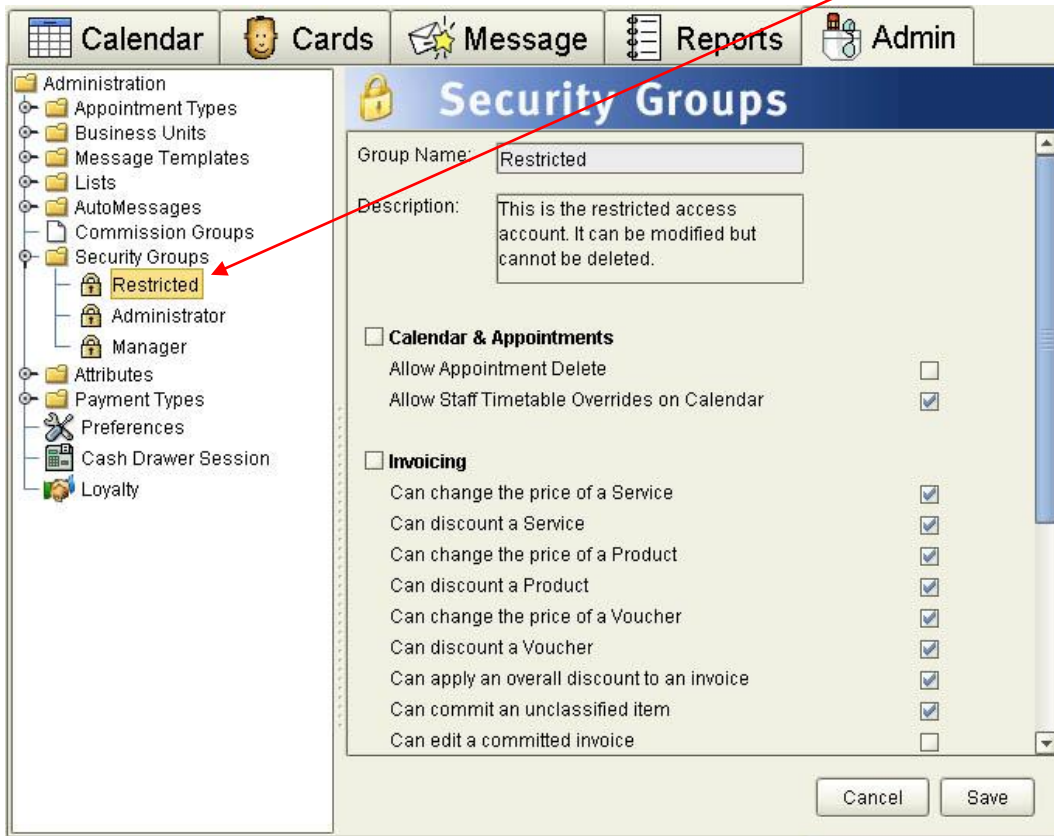 Calendar Cards Message Reports Admin
Administration
Appointment Types
Business Units
Message Templates
Lists
AutoMessages
Commission Groups
Security Groups
Restricted
Administrator
Manager
Attributes
Payment Types
Preferences
Cash Drawer Session
Loyalty
Security Groups
Group Name: Restricted
Description: This is the restricted access
account. It can be modified but
cannot be deleted.
Calendar & Appointments
Allow Appointment Delete
Allow Staff Timetable Overrides on Calendar
Invoicing
Can change the price of a Service
Can discount a Service
Can change the price of a Product
Can discount a Product
Can change the price of a Voucher
Can discount a Voucher
Can apply an overall discount to an invoice
Can commit an unclassified item
Can edit a committed invoice
Cancel Save